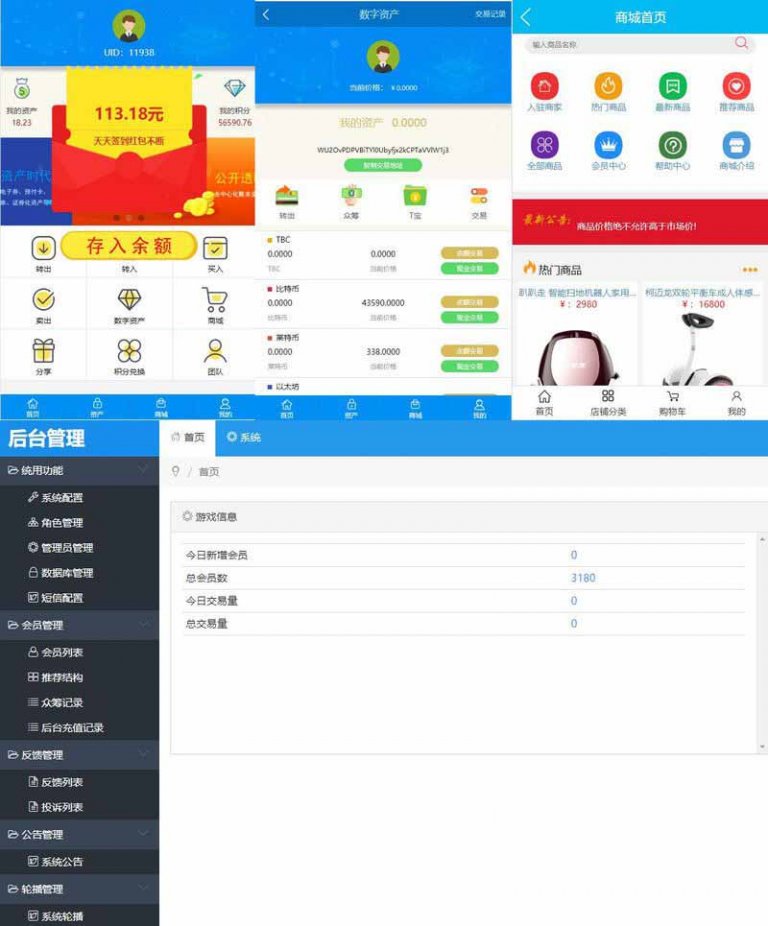 UID：11938
我的资产
18.23
我的积分
56590.76
113.18元
天天签到红包不断
资产时代
公开透
存入余额
转出
转入
买入
卖出
数字资产
商城
分享
积分兑换
团队
首页
资产
商城
我的
数字资产
交易记录
当前价格： ￥0.0000
我的资产 0.0000
复制交易地址
转出
众筹
T宝
交易
TBC
0.0000
0.0000
余额交易
TBC
当前价格
现金交易
比特币
0.0000
43590.0000
余额交易
比特币
当前价格
现金交易
莱特币
0.0000
338.0000
余额交易
莱特币
当前价格
现金交易
以太坊
首页
资产
商城
我的
商城首页
输入商品名称
入驻商家
热门商品
最新商品
推荐商品
全部商品
会员中心
帮助中心
商城介绍
最新公告：
商品价格绝不允许高于市场价!
热门商品
趴趴走 智能扫地机器人家用...
￥：2980
柯迈龙双轮平衡车成人体感...
￥：16800
首页
店铺分类
购物车
我的
后台管理
首页
系统
/ 首页
统用功能
系统配置
角色管理
管理员管理
数据库管理
短信配置
会员管理
会员列表
推荐结构
众筹记录
后台充值记录
反馈管理
反馈列表
投诉列表
公告管理
系统公告
轮播管理
系统轮播
游戏信息
今日新增会员 0
总会员数 3180
今日交易量 0
总交易量 0